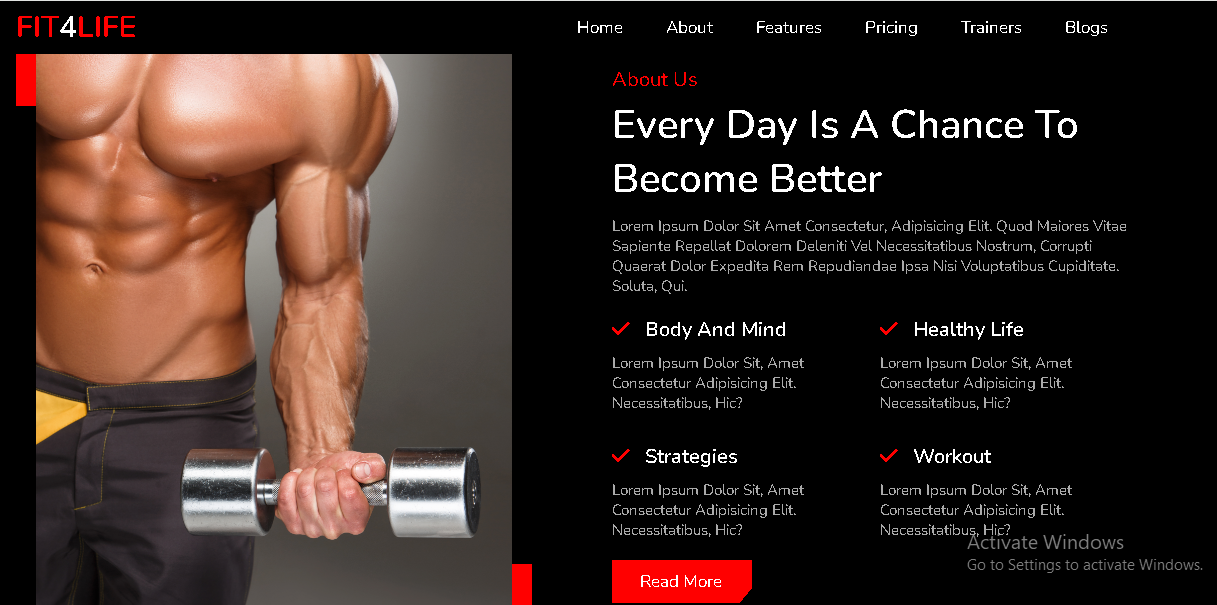 FIT4LIFE
Home About Features Pricing Trainers Blogs
About Us
Every Day Is A Chance To
Become Better
Lorem Ipsum Dolor Sit Amet Consectetur, Adipisicing Elit. Quod Maiores Vitae
Sapiente Repellat Dolorem Deleniti Vel Necessitatibus Nostrum, Corrupti
Quaerat Dolor Expedita Rem Repudiandae Ipsa Nisi Voluptatibus Cupiditate.
Soluta, Qui.
Body And Mind
Lorem Ipsum Dolor Sit, Amet
Consectetur Adipisicing Elit.
Necessitatibus, Hic?
Healthy Life
Lorem Ipsum Dolor Sit, Amet
Consectetur Adipisicing Elit.
Necessitatibus, Hic?
Strategies
Lorem Ipsum Dolor Sit, Amet
Consectetur Adipisicing Elit.
Necessitatibus, Hic?
Workout
Lorem Ipsum Dolor Sit, Amet
Consectetur Adipisicing Elit.
Necessitatibus, Hic?
Read More
Activate Windows
Go to Settings to activate Windows.